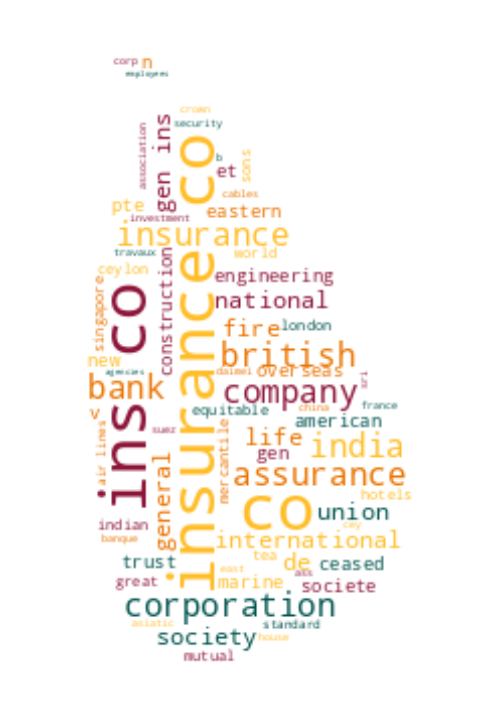 corp n
employees
crown
security
association
gen ins
insurance co
b
et
sons
cables
pte
eastern
investment
insurance
travaux
world
ceylon
construction
engineering
singapore
ins co
national
fire
london
new
british
agencies
daimei
overseas
bank
company
sri
v
equitable
china
france
american
air lines
suez
mercantile
life
gen
india
general
assurance
hotels
co
union
indian
cey
banque
international
trust
tea
de
ceased
east
great
marine
societe
corporation
asiatic
standard
society
house
mutual